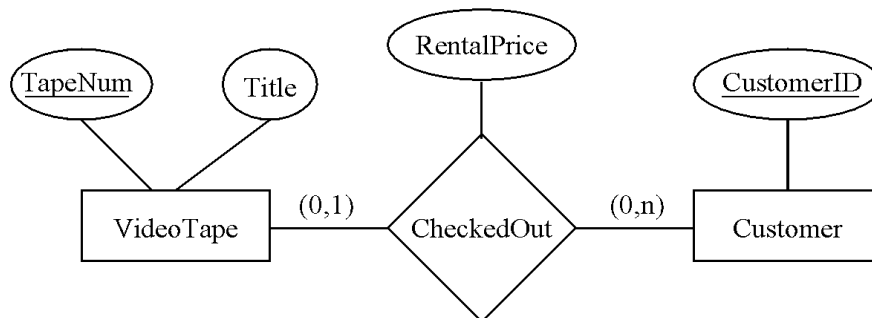 RentalPrice
TapeNum
Title
CustomerID
(0,1)
(0,n)
VideoTape
CheckedOut
Customer